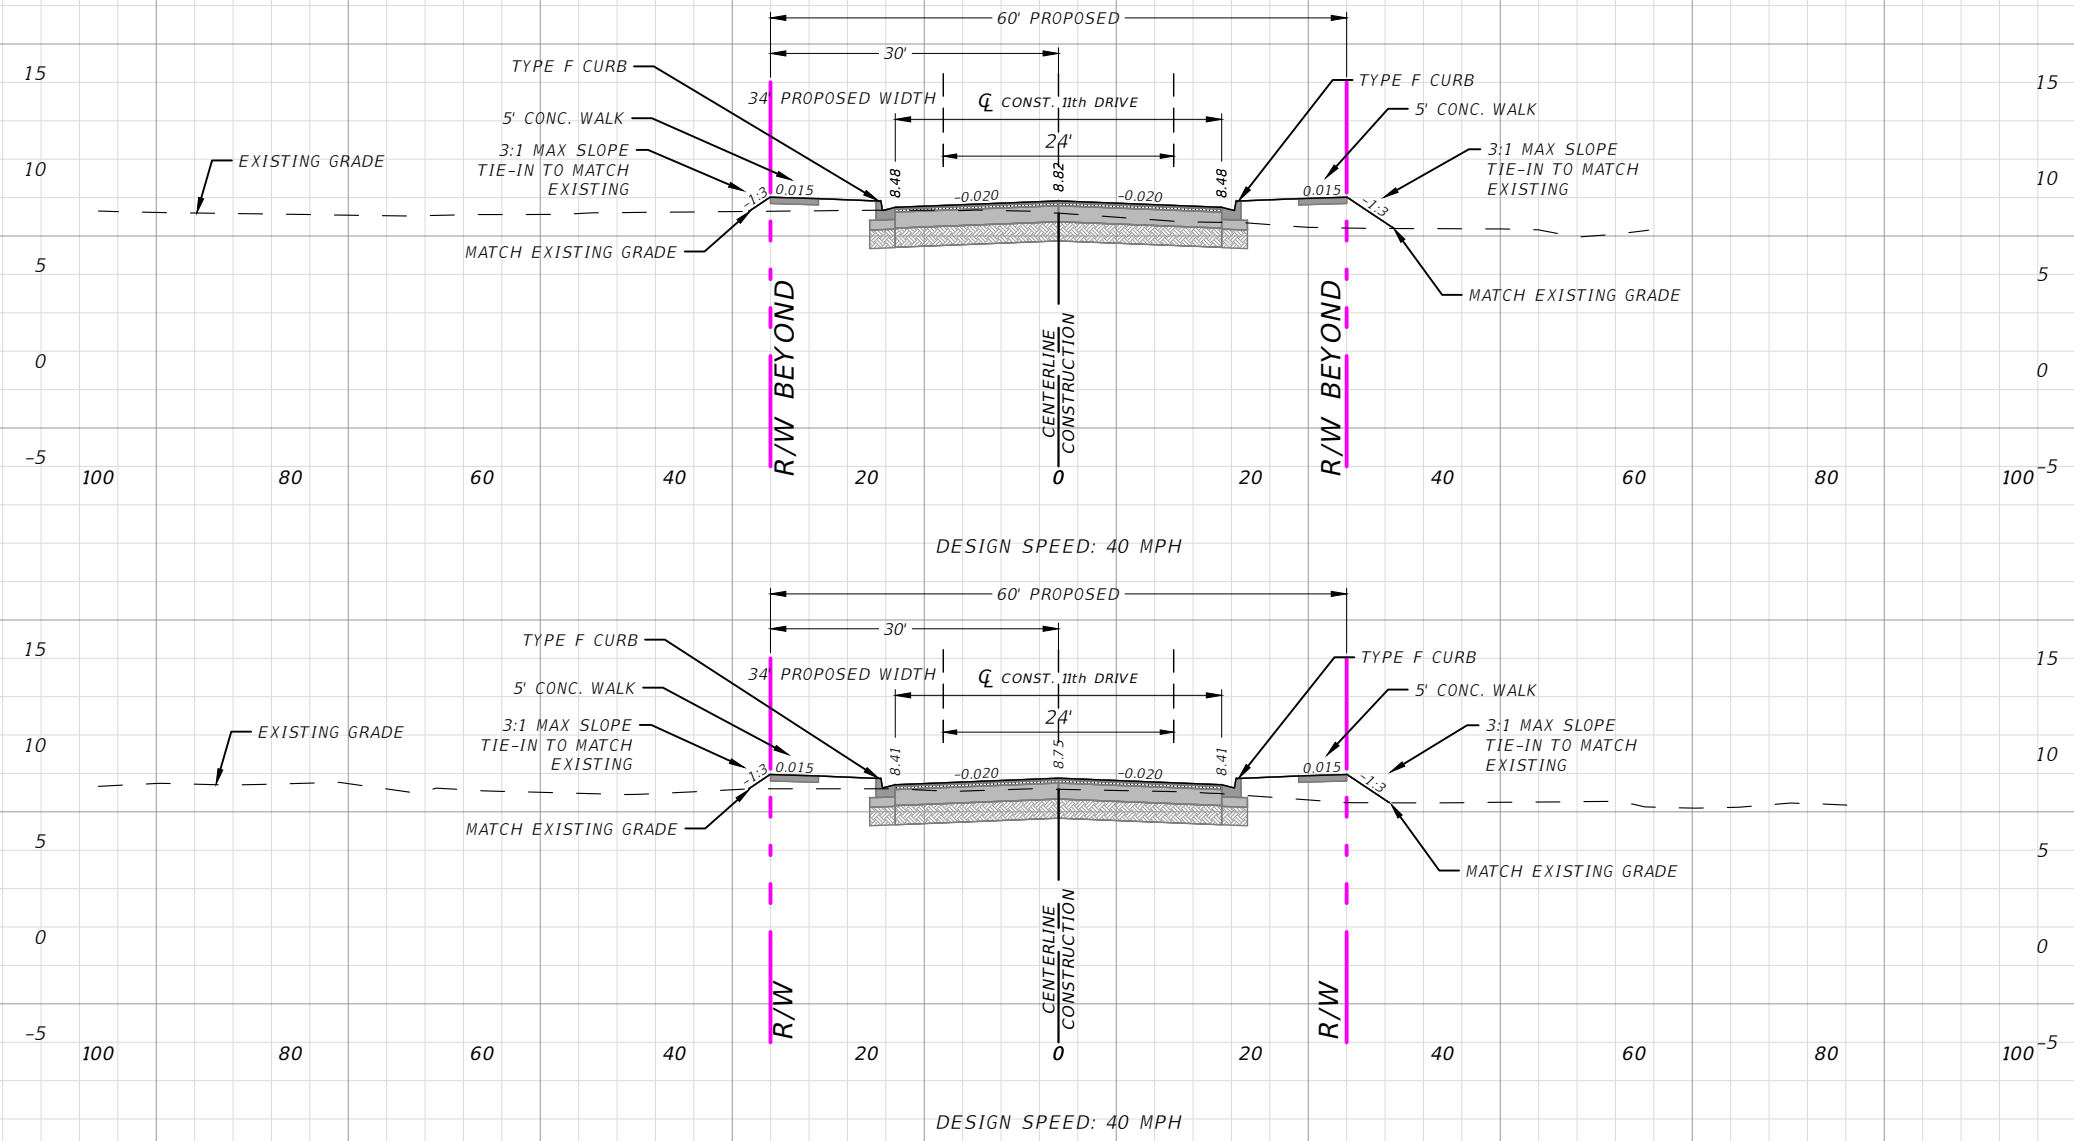 60' PROPOSED
30'
TYPE F CURB
TYPE F CURB
15
15
34' PROPOSED WIDTH
℄ CONST. 11th DRIVE
5' CONC. WALK
5' CONC. WALK
24'
3:1 MAX SLOPE
TIE-IN TO MATCH
EXISTING
3:1 MAX SLOPE
TIE-IN TO MATCH
EXISTING
EXISTING GRADE
10
10
8.48
8.82
8.48
-1:3
0.015
-0.020
-0.020
0.015
-1:3
MATCH EXISTING GRADE
5
5
MATCH EXISTING GRADE
R/W BEYOND
CENTERLINE
CONSTRUCTION
R/W BEYOND
0
0
-5
-5
100
80
60
40
20
0
20
40
60
80
100
DESIGN SPEED: 40 MPH
60' PROPOSED
30'
TYPE F CURB
TYPE F CURB
15
15
34' PROPOSED WIDTH
℄ CONST. 11th DRIVE
5' CONC. WALK
5' CONC. WALK
24'
3:1 MAX SLOPE
TIE-IN TO MATCH
EXISTING
3:1 MAX SLOPE
TIE-IN TO MATCH
EXISTING
EXISTING GRADE
10
10
8.41
8.75
8.41
-1:3
0.015
-0.020
-0.020
0.015
-1:3
MATCH EXISTING GRADE
5
5
MATCH EXISTING GRADE
R/W
CENTERLINE
CONSTRUCTION
R/W
0
0
-5
-5
100
80
60
40
20
0
20
40
60
80
100
DESIGN SPEED: 40 MPH